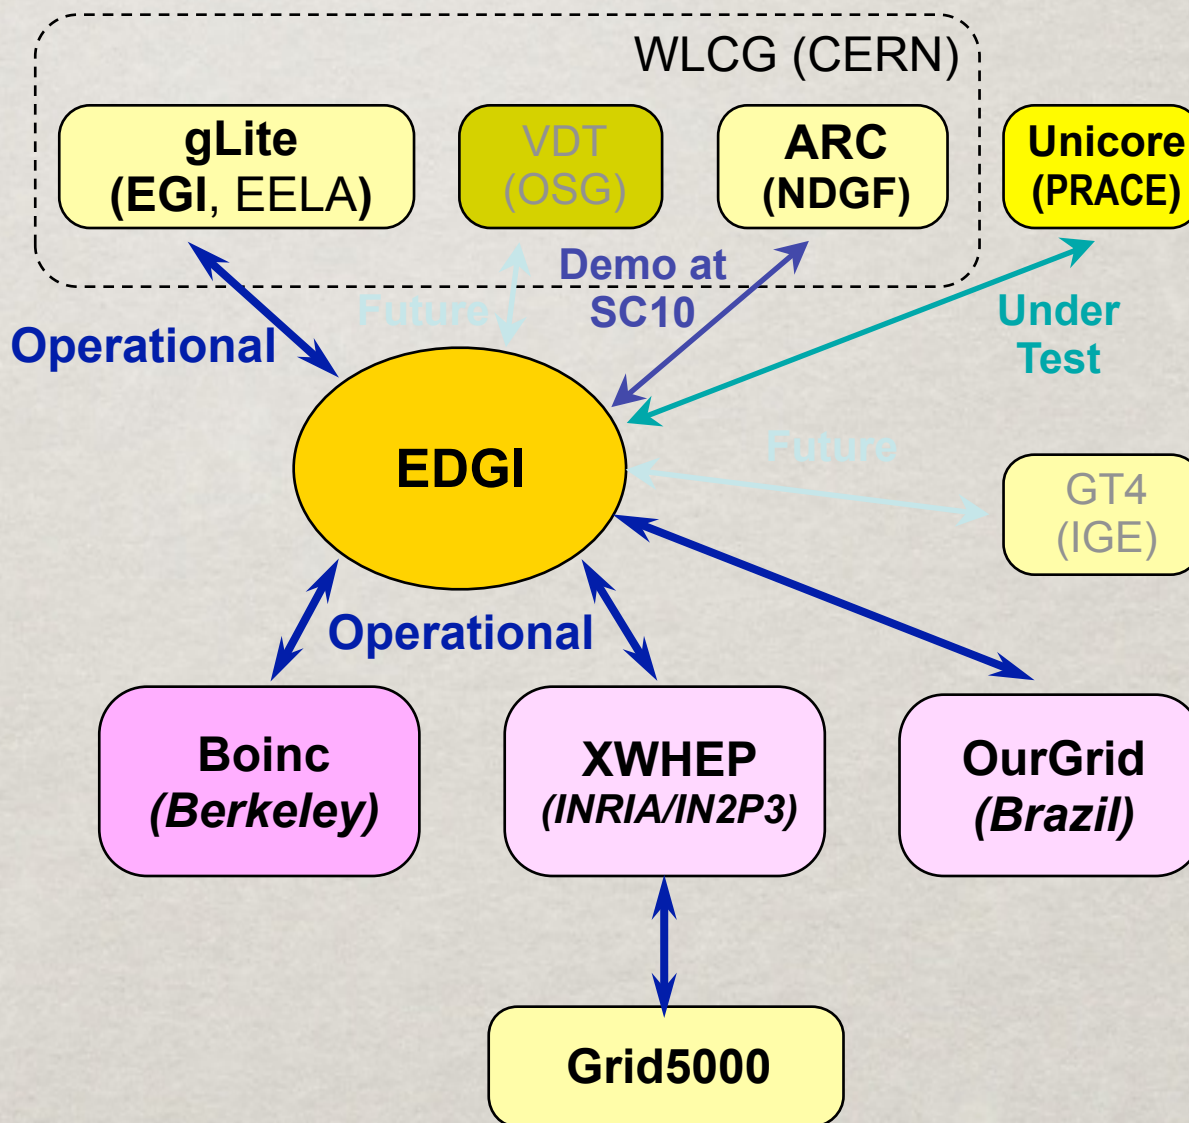 WLCG (CERN)
gLite
(EGI, EELA)
VDT
(OSG)
ARC
(NDGF)
Unicore
(PRACE)
Demo at
SC10
Future
Operational
Under
Test
EDGI
Future
GT4
(IGE)
Operational
Boinc
(Berkeley)
XWHEP
(INRIA/IN2P3)
OurGrid
(Brazil)
Grid5000